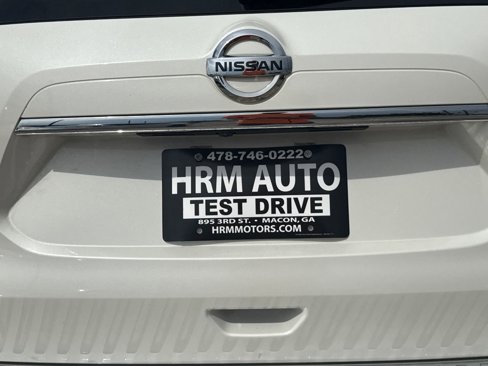 NISSAN
478-746-0222
HRM AUTO
TEST DRIVE
895 3RD ST. • MACON, GA
HRMMOTORS.COM